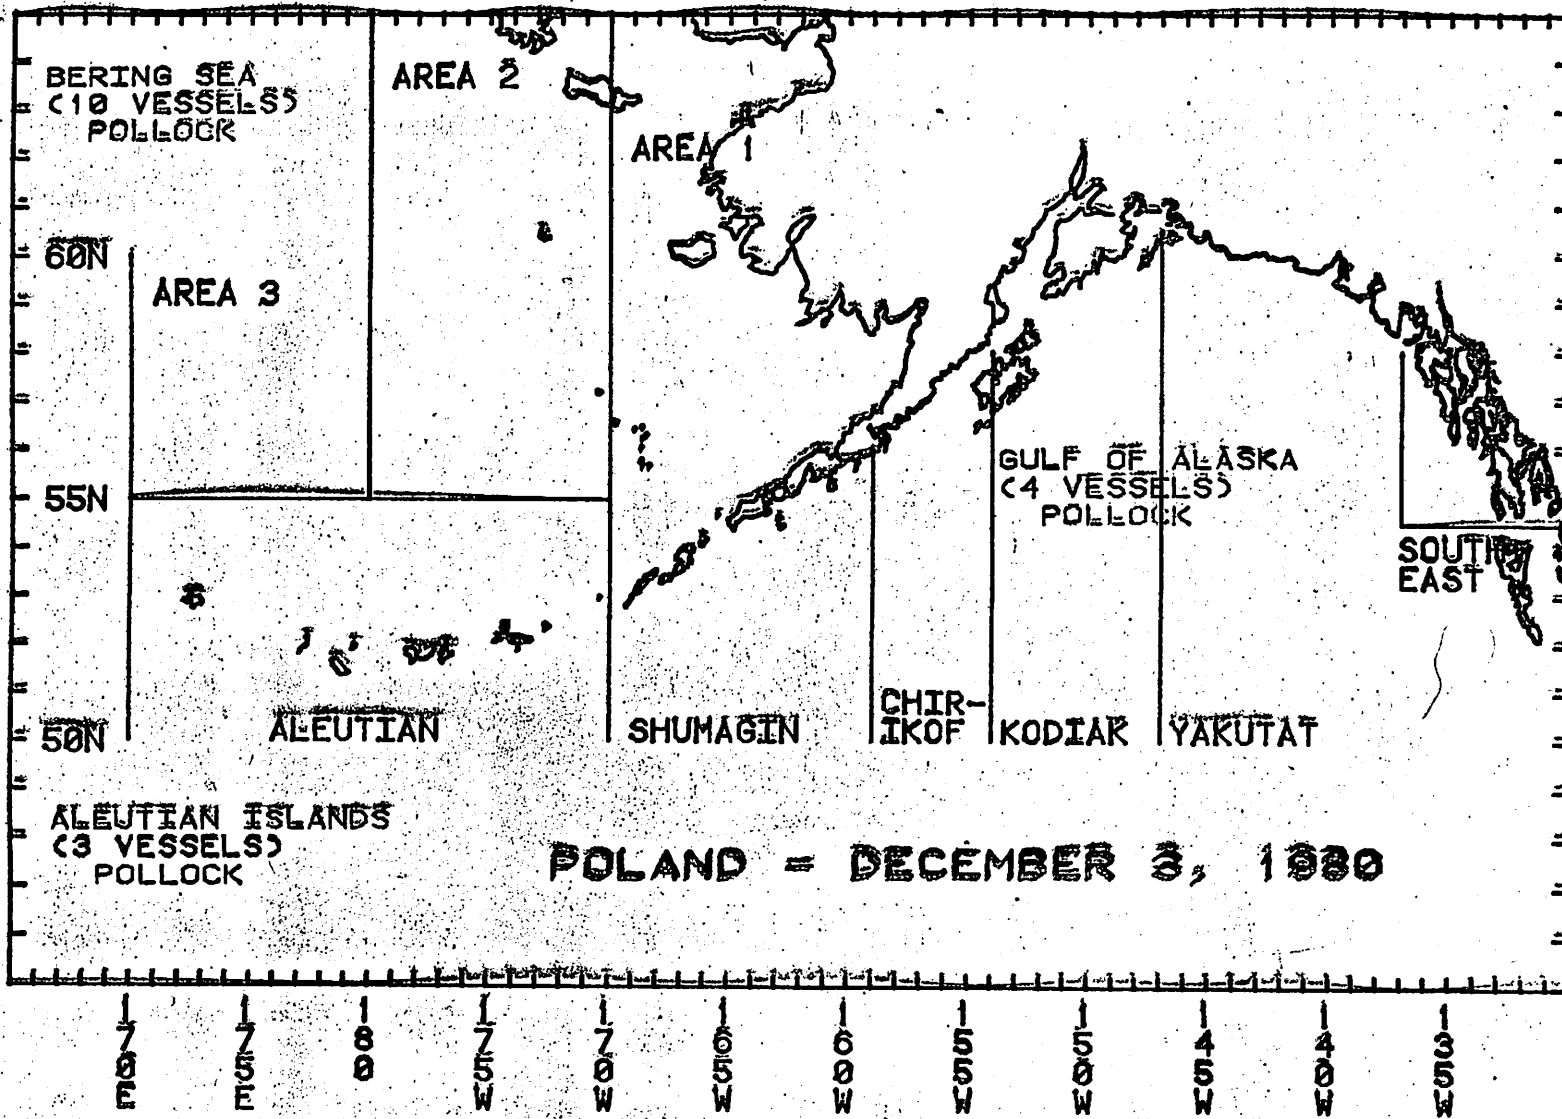 BERING SEA
(10 VESSELS)
POLLOCK
AREA 2
AREA 1
60N
AREA 3
GULF OF ALASKA
(4 VESSELS)
POLLOCK
55N
SOUTH
EAST
50N
ALEUTIAN
SHUMAGIN
CHIR-
IKOF
KODIAK
YAKUTAT
ALEUTIAN ISLANDS
(3 VESSELS)
POLLOCK
POLAND = DECEMBER 3, 1980
170E
175E
180
175W
170W
165W
160W
155W
150W
145W
140W
135W